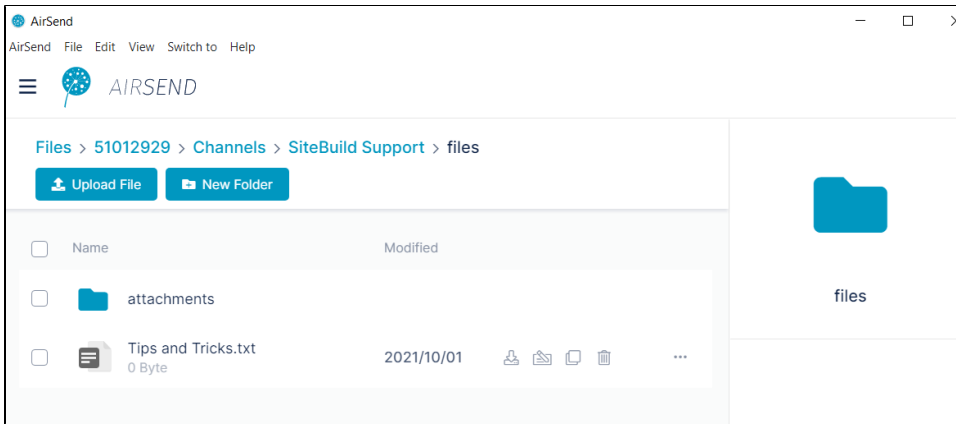 AirSend
AirSend File Edit View Switch to Help
AIRSEND
Files > 51012929 > Channels > SiteBuild Support > files
Upload File New Folder
Name Modified
attachments
files
Tips and Tricks.txt 2021/10/01 ...
0 Byte